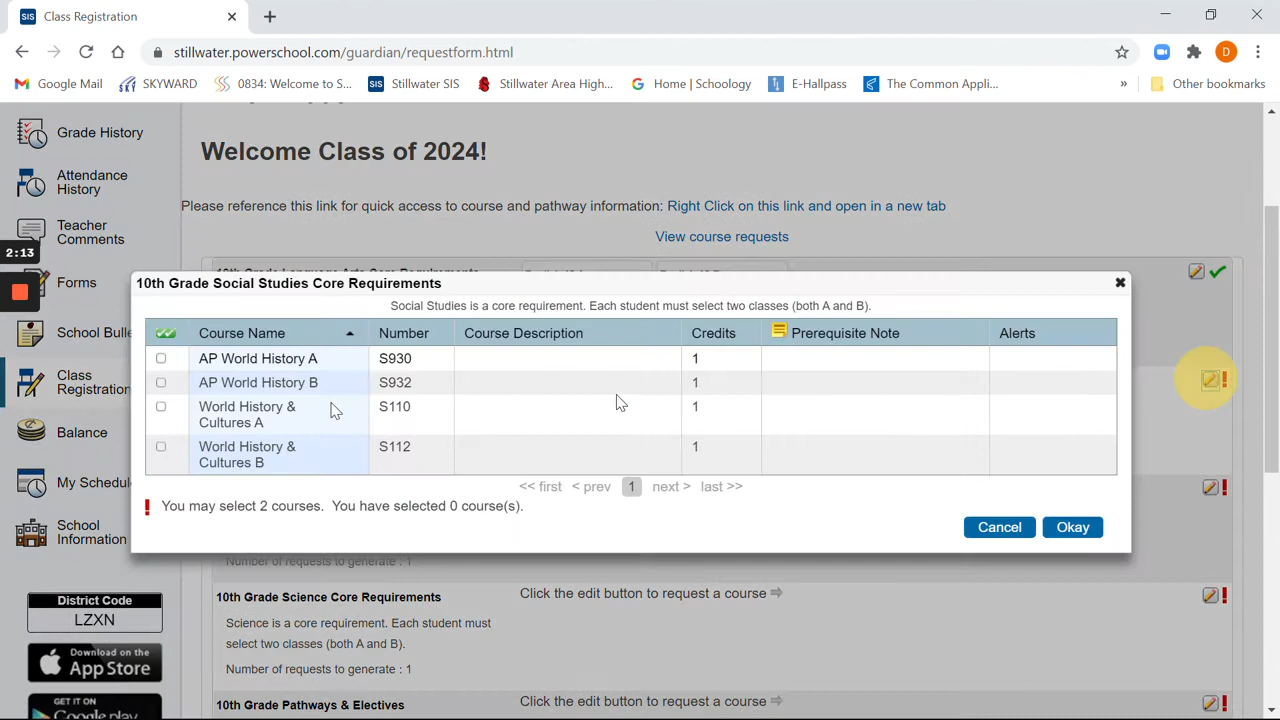 SIS Class Registration
stillwater.powerschool.com/guardian/requestform.html
D
Google Mail
SKYWARD
0834: Welcome to S...
SIS Stillwater SIS
Stillwater Area High...
G Home | Schoology
E-Hallpass
The Common Appli...
»
Other bookmarks
Grade History
Attendance
History
Teacher
Comments
2:13
Forms
School Bulle
Class
Registration
Balance
My Schedul
School
Information
District Code
LZXN
Download on the
App Store
GET IT ON
Google play
Welcome Class of 2024!
Please reference this link for quick access to course and pathway information: Right Click on this link and open in a new tab
View course requests
10th Grade Social Studies Core Requirements
Social Studies is a core requirement. Each student must select two classes (both A and B).
Course Name Number Course Description Credits Prerequisite Note Alerts
AP World History A S930 1
AP World History B S932 1
World History & S110 1
Cultures A
World History & S112 1
Cultures B
<< first < prev 1 next > last >>
! You may select 2 courses. You have selected 0 course(s).
Cancel Okay
Number of requests to generate : 1
10th Grade Science Core Requirements Click the edit button to request a course
Science is a core requirement. Each student must
select two classes (both A and B).
Number of requests to generate : 1
10th Grade Pathways & Electives Click the edit button to request a course